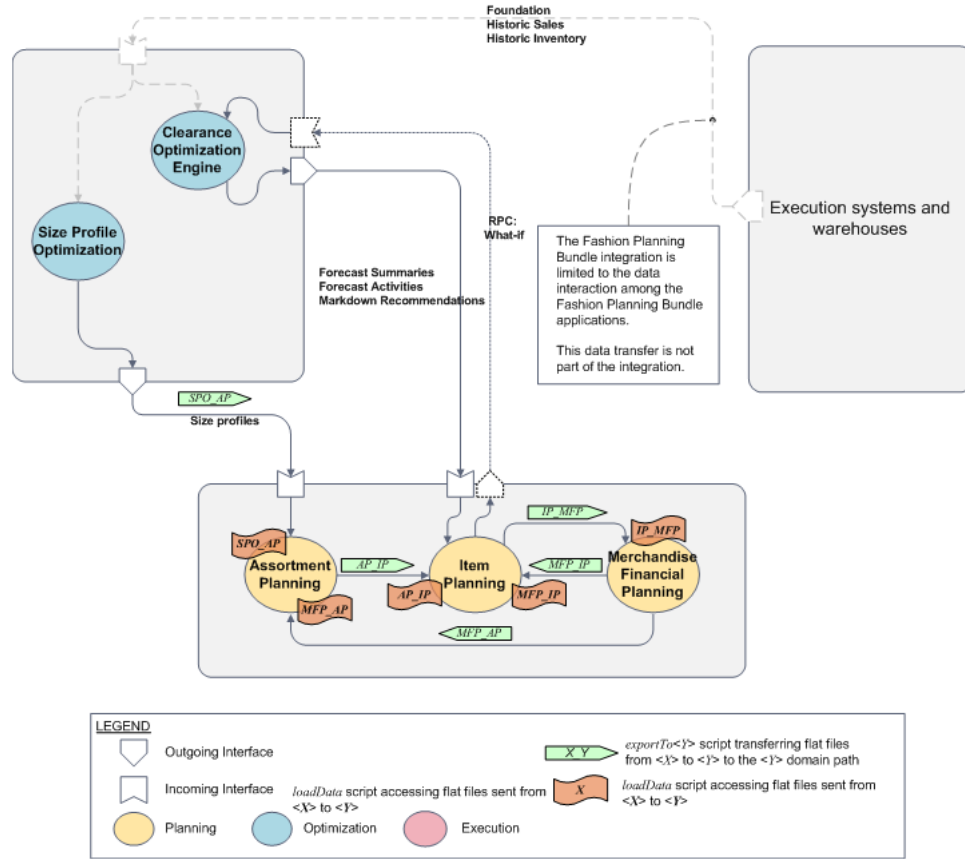 Foundation
Historic Sales
Historic Inventory
Clearance
Optimization
Engine
Size Profile
Optimization
RPC:
What-if
Execution systems and
warehouses
The Fashion Planning
Bundle integration is
limited to the data
interaction among the
Fashion Planning Bundle
applications.
This data transfer is not
part of the integration.
Forecast Summaries
Forecast Activities
Markdown Recommendations
SPO_AP
Size profiles
IP_MFP
IP_MFP
SPO_AP
Assortment
Planning
AP_IP
Item
Planning
MFP_IP
Merchandise
Financial
Planning
AP_IP
MFP_IP
MFP_AP
MFP_AP
LEGEND
Outgoing Interface
X_Y
exportTo<Y> script transferring flat files
from <X> to <Y> to the <Y> domain path
Incoming Interface
loadData script accessing flat files sent from
<X> to <Y>
X
loadData script accessing flat files sent from
<X> to <Y>
Planning
Optimization
Execution